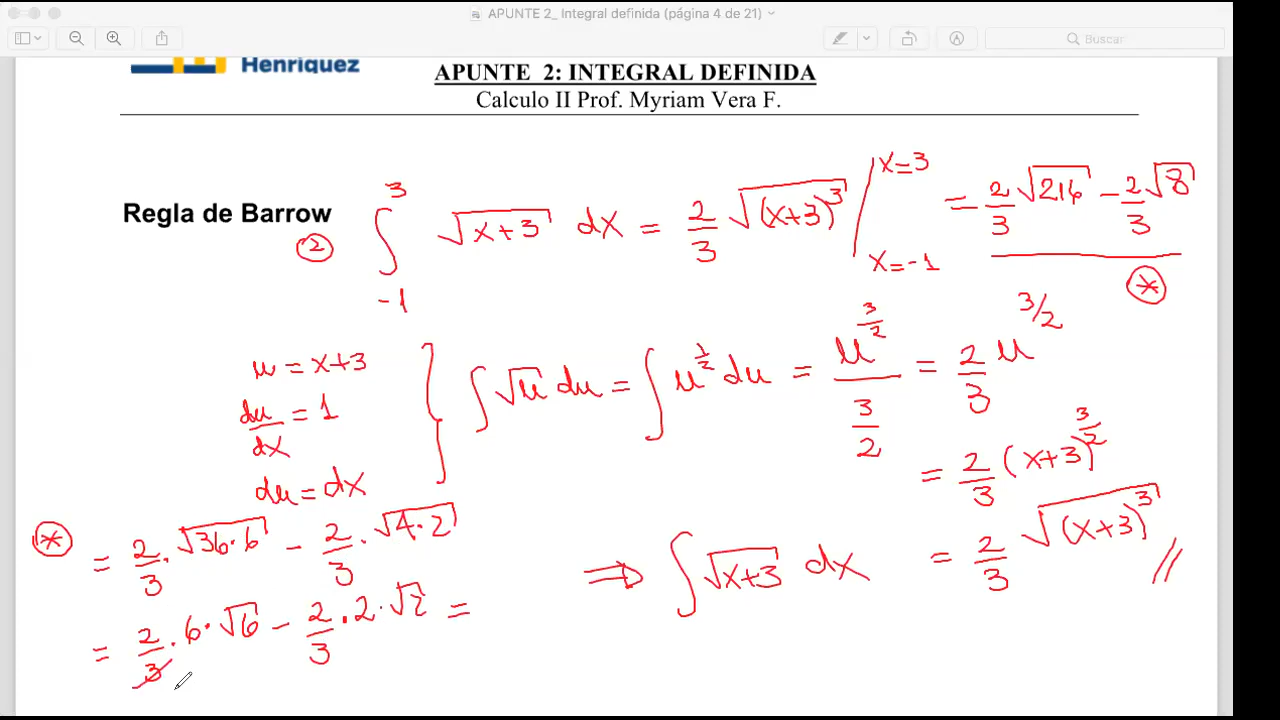 APUNTE 2_ Integral definida (página 4 de 21)
Buscar
Henríquez
APUNTE 2: INTEGRAL DEFINIDA
Calculo II Prof. Myriam Vera F.
Regla de Barrow
② ∫_{-1}^{3} √(x+3) dx = 2/3 √((x+3)^3) |_{x=-1}^{x=3} = 2/3 √216 - 2/3 √8
⊛
u = x+3
du/dx = 1
du = dx
} ∫ √u du = ∫ u^{1/2} du = u^{3/2} / (3/2) = 2/3 u^{3/2}
= 2/3 (x+3)^{3/2}
⇒ ∫ √(x+3) dx = 2/3 √((x+3)^3) //
⊛ = 2/3 · √(36·6) - 2/3 · √(4·2)
= 2/3 · 6 · √6 - 2/3 · 2 · √2 =